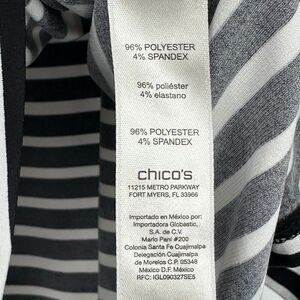 96% POLYESTER
4% SPANDEX
96% poliéster
4% elastano
96% POLYESTER
4% SPANDEX
chico's
11215 METRO PARKWAY
FORT MYERS, FL 33966
Importado en México por:
Importadora Globastic,
S.A. de C.V.
Mario Pani #200
Colonia Santa Fe Cuajimalpa
Delegación Cuajimalpa
de Morelos C.P. 05348
México D.F. México
RFC: IGL090327SE5